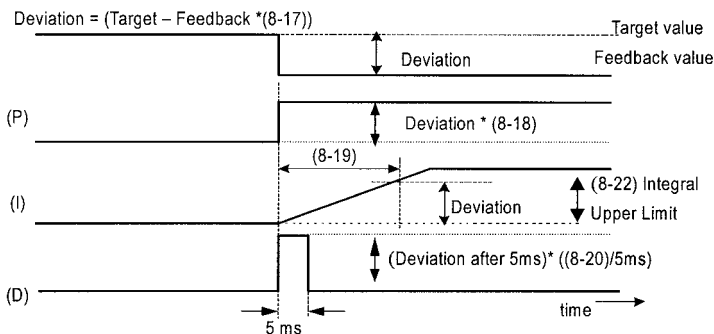 Deviation = (Target – Feedback *(8-17))
Target value
Deviation
Feedback value
(P)
Deviation * (8-18)
(8-19)
(I)
Deviation
(8-22) Integral
Upper Limit
(Deviation after 5ms)* ((8-20)/5ms)
(D)
time
5 ms